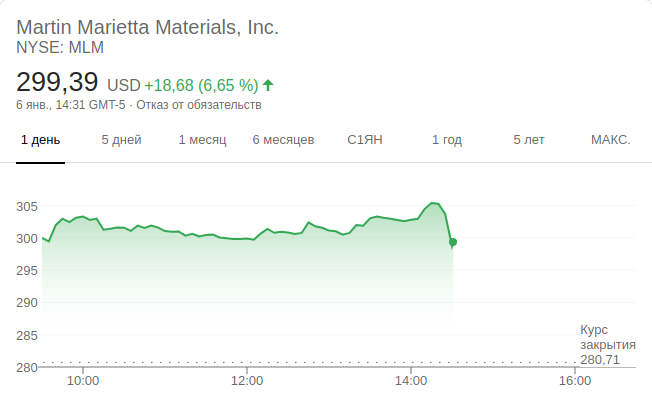 Martin Marietta Materials, Inc.
NYSE: MLM
299,39 USD +18,68 (6,65 %)
6 янв., 14:31 GMT-5 · Отказ от обязательств
1 день 5 дней 1 месяц 6 месяцев С1ЯН 1 год 5 лет МАКС.
305
300
295
290
285
280
Курс
закрытия
280,71
10:00 12:00 14:00 16:00